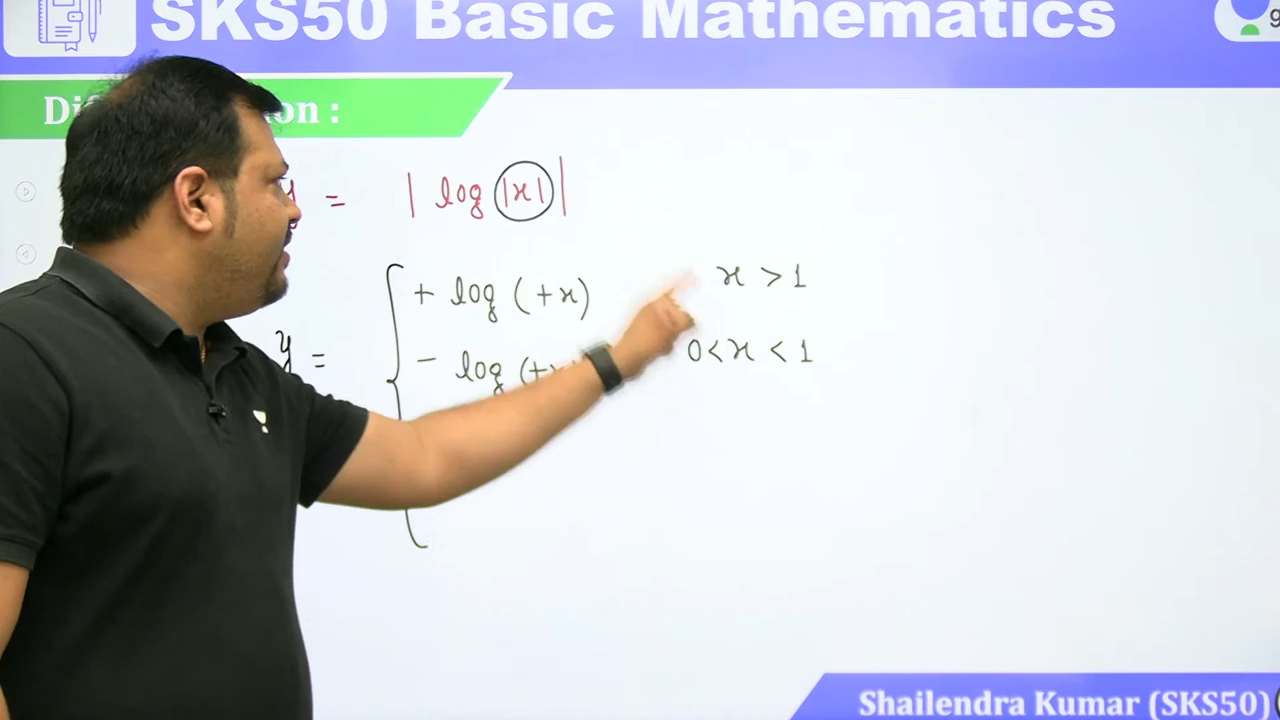 SKS50 Basic Mathematics
on :
y = | log |x| |
+ log (+x) x > 1
y = - log (+x) 0 < x < 1
Shailendra Kumar (SKS50)